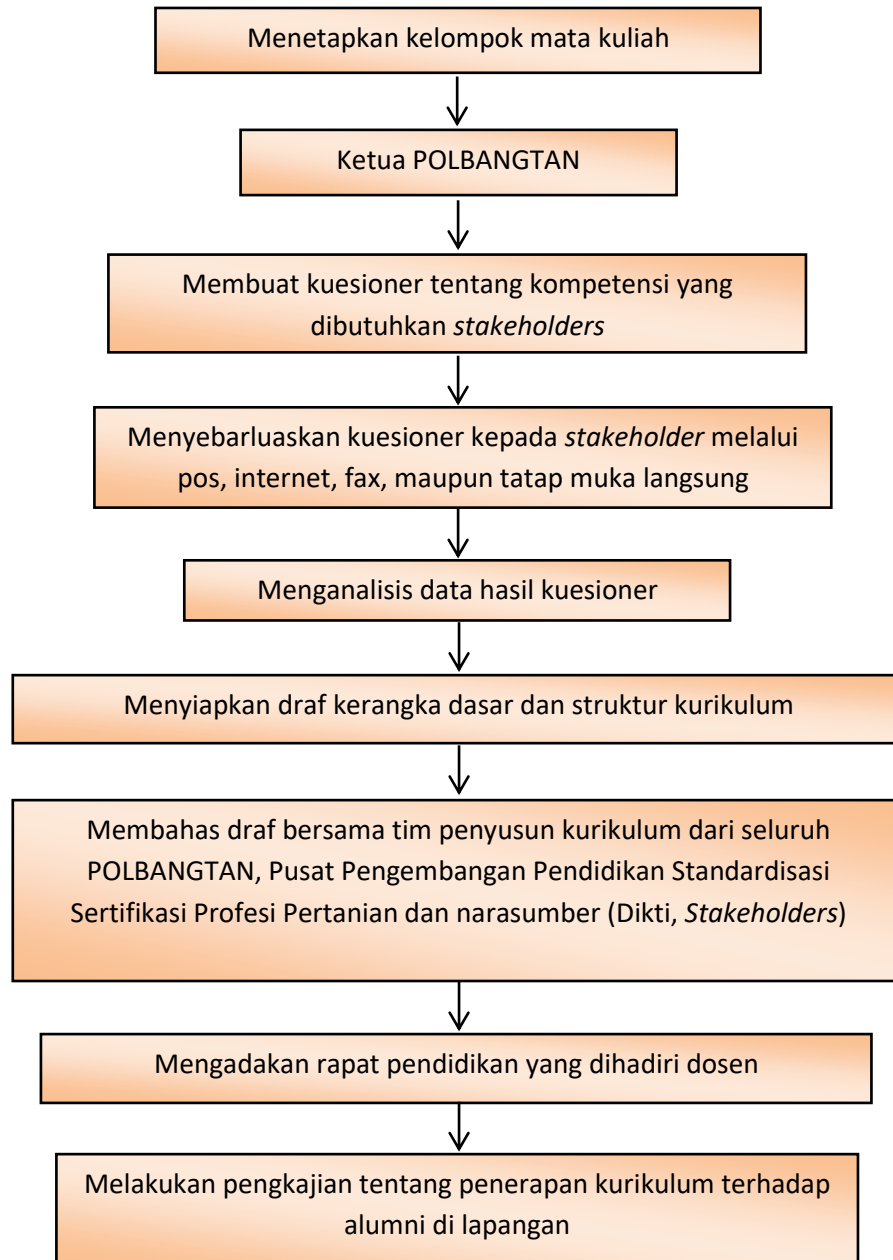 Menetapkan kelompok mata kuliah
Ketua POLBANGTAN
Membuat kuesioner tentang kompetensi yang
dibutuhkan stakeholders
Menyebarluaskan kuesioner kepada stakeholder melalui
pos, internet, fax, maupun tatap muka langsung
Menganalisis data hasil kuesioner
Menyiapkan draf kerangka dasar dan struktur kurikulum
Membahas draf bersama tim penyusun kurikulum dari seluruh
POLBANGTAN, Pusat Pengembangan Pendidikan Standardisasi
Sertifikasi Profesi Pertanian dan narasumber (Dikti, Stakeholders)
Mengadakan rapat pendidikan yang dihadiri dosen
Melakukan pengkajian tentang penerapan kurikulum terhadap
alumni di lapangan